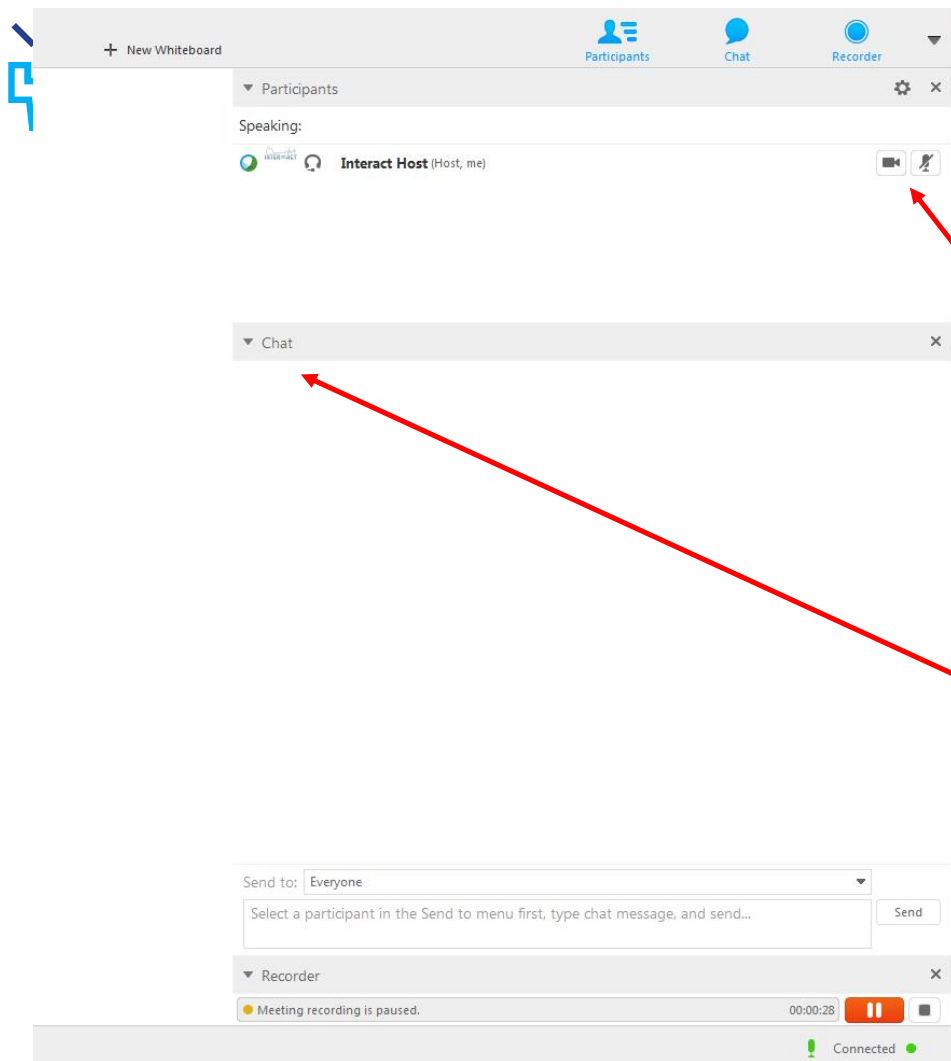 + New Whiteboard
Participants
Chat
Recorder
Participants
Speaking:
INTERACT
Interact Host (Host, me)
Chat
Send to: Everyone
Select a participant in the Send to menu first, type chat message, and send...
Send
Recorder
Meeting recording is paused. 00:00:28
Connected